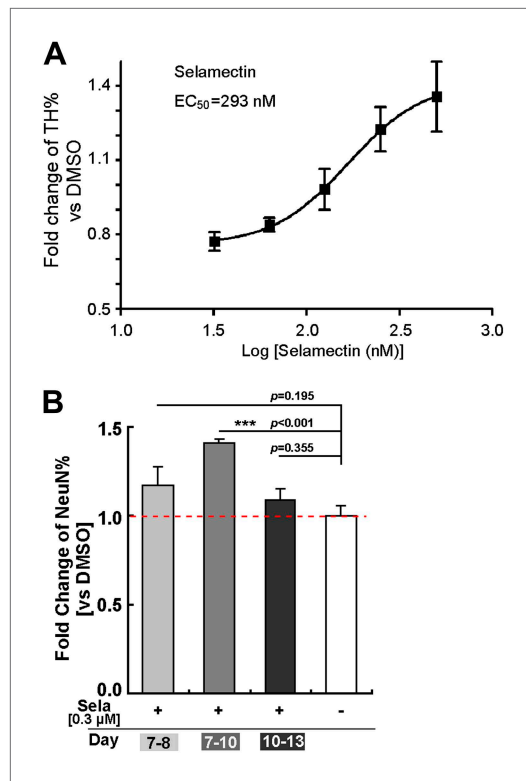 A
Selamectin
EC₅₀=293 nM
Fold change of TH%
vs DMSO
1.4
1.1
0.8
0.5
1.0 1.5 2.0 2.5 3.0
Log [Selamectin (nM)]
B
p=0.195
*** p<0.001
p=0.355
Fold Change of NeuN%
[vs DMSO]
1.5
1.0
0.5
0.0
Sela + + + -
[0.3 µM]
Day 7-8 7-10 10-13